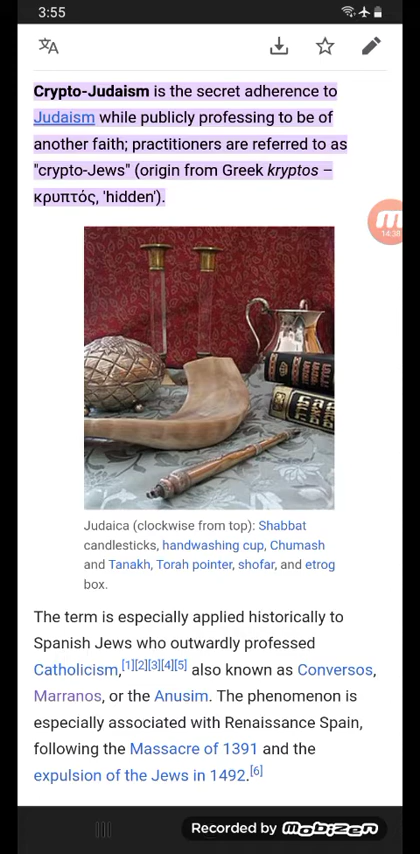 3:55
Crypto-Judaism is the secret adherence to
Judaism while publicly professing to be of
another faith; practitioners are referred to as
"crypto-Jews" (origin from Greek kryptos –
κρυπτός, 'hidden').
14:38
Judaica (clockwise from top): Shabbat
candlesticks, handwashing cup, Chumash
and Tanakh, Torah pointer, shofar, and etrog
box.
The term is especially applied historically to
Spanish Jews who outwardly professed
Catholicism,[1][2][3][4][5] also known as Conversos,
Marranos, or the Anusim. The phenomenon is
especially associated with Renaissance Spain,
following the Massacre of 1391 and the
expulsion of the Jews in 1492.[6]
Recorded by mobizen